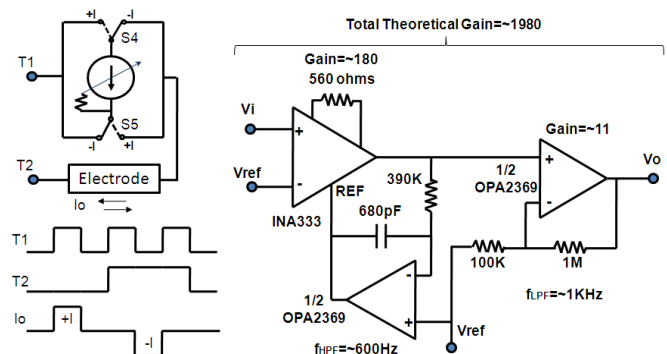 +I -I
S4
T1
S5
-I +I
T2
Electrode
Io
T1
T2
Io
+I
-I
Total Theoretical Gain=~1980
Gain=~180
560 ohms
Vi
+
Vref
-
REF
INA333
390K
680pF
1/2
OPA2369
-
+
fHPF=~600Hz
Vref
Gain=~11
1/2
OPA2369
+
-
Vo
100K
1M
fLPF=~1KHz